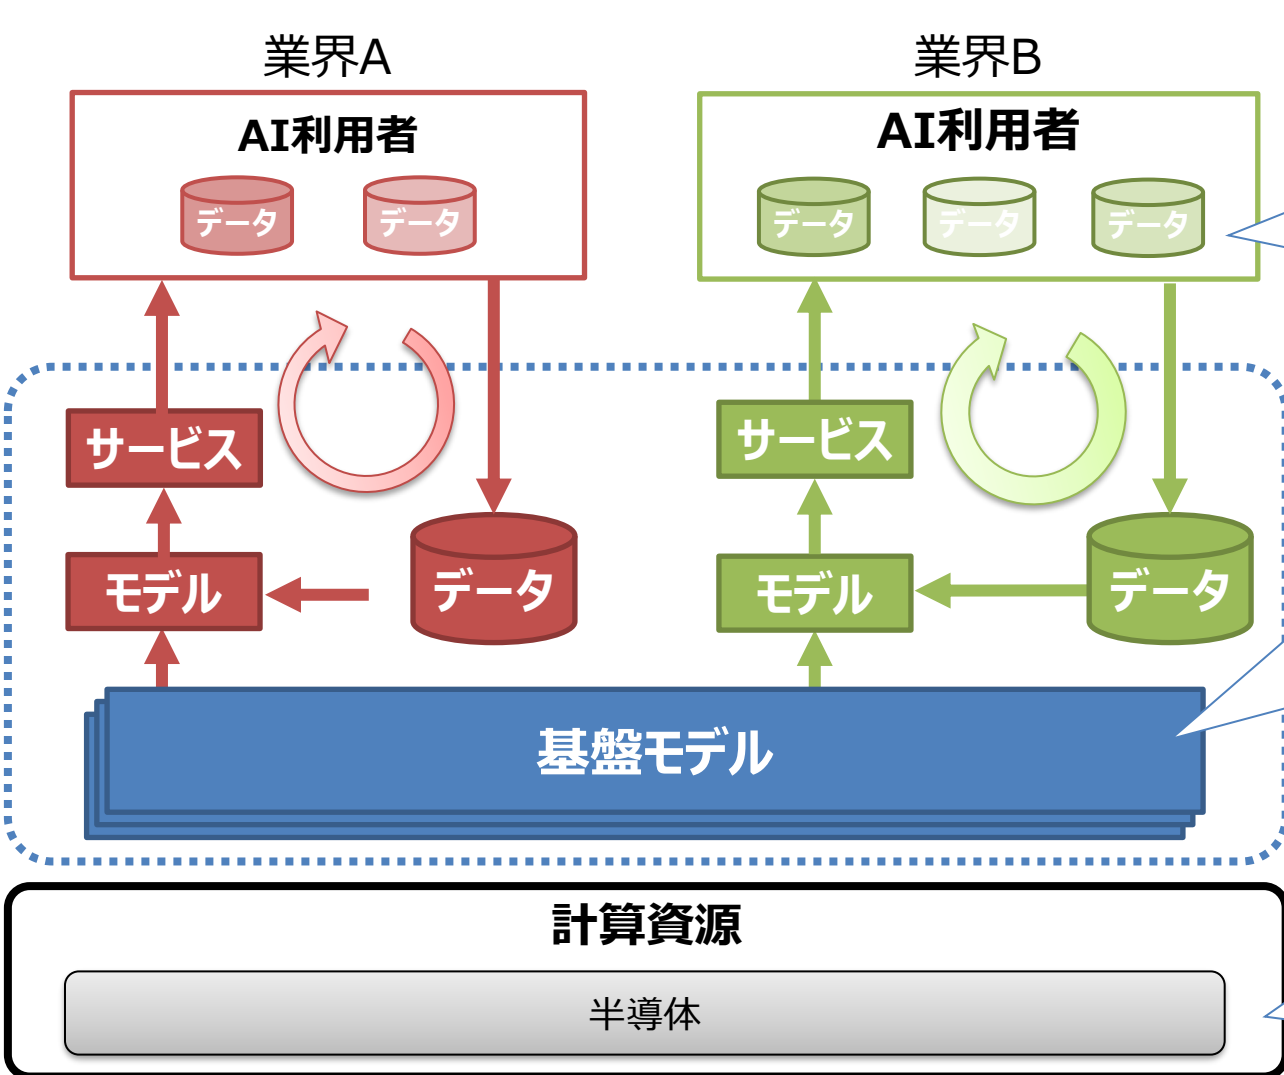 業界A
業界B
AI利用者
AI利用者
データ
データ
データ
データ
データ
サービス
サービス
モデル
データ
モデル
データ
基盤モデル
計算資源
半導体